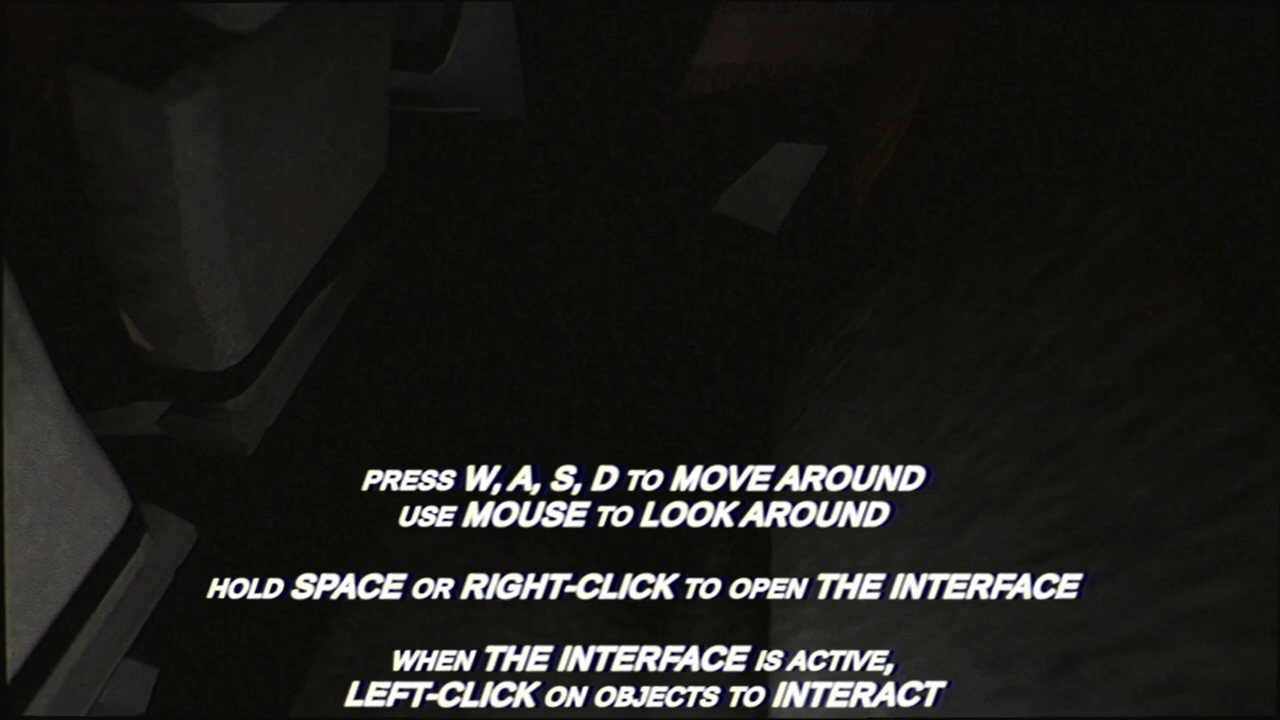 PRESS W, A, S, D TO MOVE AROUND
USE MOUSE TO LOOK AROUND
HOLD SPACE OR RIGHT-CLICK TO OPEN THE INTERFACE
WHEN THE INTERFACE IS ACTIVE,
LEFT-CLICK ON OBJECTS TO INTERACT